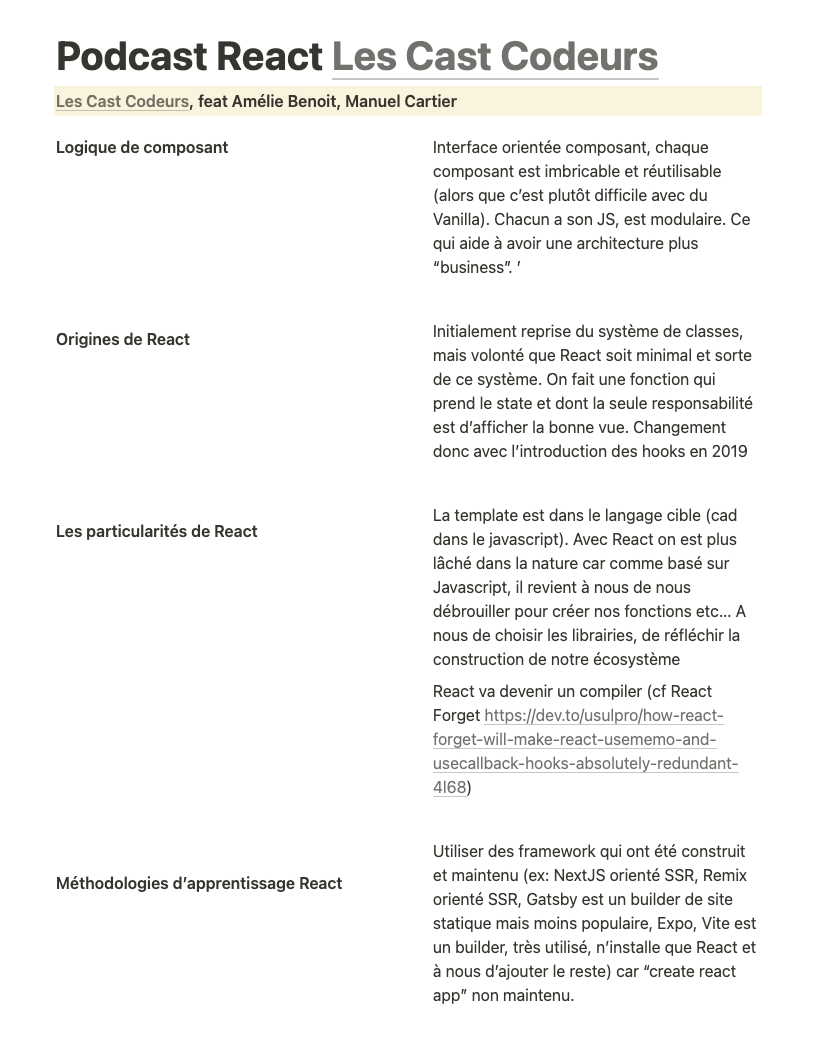 Podcast React Les Cast Codeurs
Les Cast Codeurs, feat Amélie Benoit, Manuel Cartier
Logique de composant
Interface orientée composant, chaque
composant est imbricable et réutilisable
(alors que c’est plutôt difficile avec du
Vanilla). Chacun a son JS, est modulaire. Ce
qui aide à avoir une architecture plus
“business”. ’
Origines de React
Initialement reprise du système de classes,
mais volonté que React soit minimal et sorte
de ce système. On fait une fonction qui
prend le state et dont la seule responsabilité
est d’afficher la bonne vue. Changement
donc avec l’introduction des hooks en 2019
Les particularités de React
La template est dans le langage cible (cad
dans le javascript). Avec React on est plus
lâché dans la nature car comme basé sur
Javascript, il revient à nous de nous
débrouiller pour créer nos fonctions etc… A
nous de choisir les librairies, de réfléchir la
construction de notre écosystème
React va devenir un compiler (cf React
Forget https://dev.to/usulpro/how-react-
forget-will-make-react-usememo-and-
usecallback-hooks-absolutely-redundant-
4l68)
Méthodologies d’apprentissage React
Utiliser des framework qui ont été construit
et maintenu (ex: NextJS orienté SSR, Remix
orienté SSR, Gatsby est un builder de site
statique mais moins populaire, Expo, Vite est
un builder, très utilisé, n’installe que React et
à nous d’ajouter le reste) car “create react
app” non maintenu.